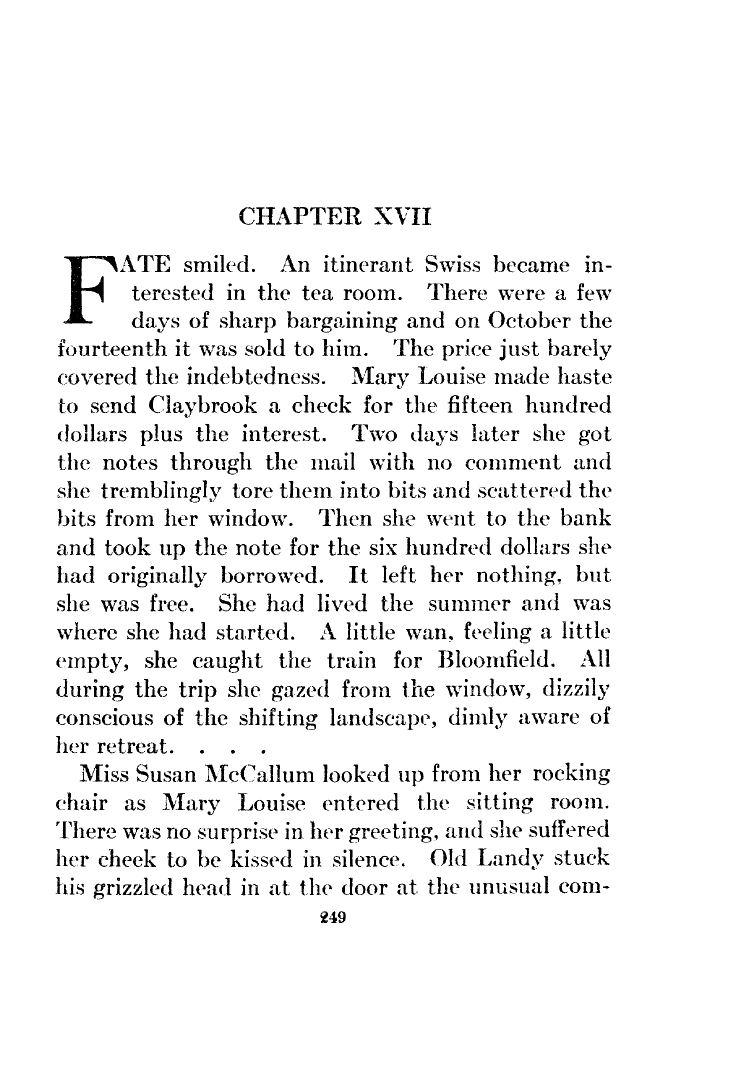 CHAPTER XVII
FATE smiled. An itinerant Swiss became in-
terested in the tea room. There were a few
days of sharp bargaining and on October the
fourteenth it was sold to him. The price just barely
covered the indebtedness. Mary Louise made haste
to send Claybrook a check for the fifteen hundred
dollars plus the interest. Two days later she got
the notes through the mail with no comment and
she tremblingly tore them into bits and scattered the
bits from her window. Then she went to the bank
and took up the note for the six hundred dollars she
had originally borrowed. It left her nothing, but
she was free. She had lived the summer and was
where she had started. A little wan, feeling a little
empty, she caught the train for Bloomfield. All
during the trip she gazed from the window, dizzily
conscious of the shifting landscape, dimly aware of
her retreat. . . .
Miss Susan McCallum looked up from her rocking
chair as Mary Louise entered the sitting room.
There was no surprise in her greeting, and she suffered
her cheek to be kissed in silence. Old Landy stuck
his grizzled head in at the door at the unusual com-
249